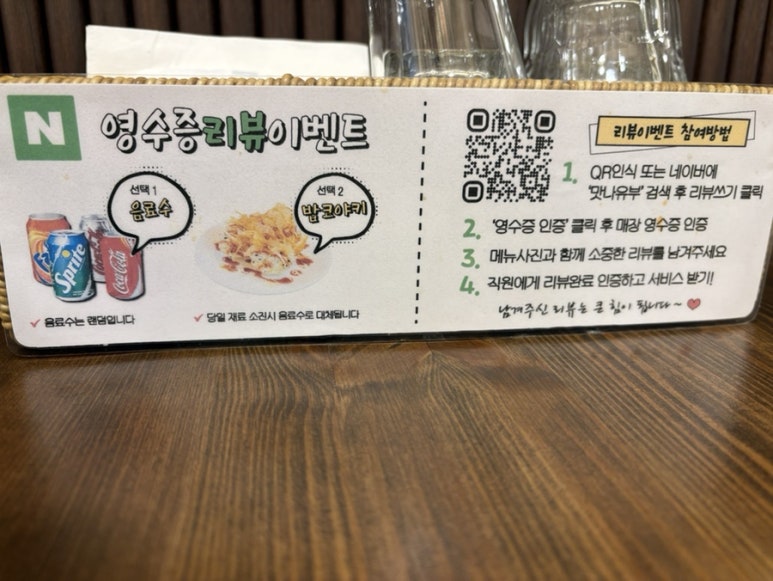 N 영수증리뷰이벤트
선택 1
음료수
선택 2
밥코야키
Sprite
Coca-Cola
음료수는 랜덤입니다
당일 재료 소진시 음료수로 대체됩니다
리뷰이벤트 참여방법
1. QR인식 또는 네이버에
'맛나유부' 검색 후 리뷰쓰기 클릭
2. '영수증 인증' 클릭 후 매장 영수증 인증
3. 메뉴사진과 함께 소중한 리뷰를 남겨주세요
4. 직원에게 리뷰완료 인증하고 서비스 받기!
남겨주신 리뷰는 큰 힘이 됩니다~